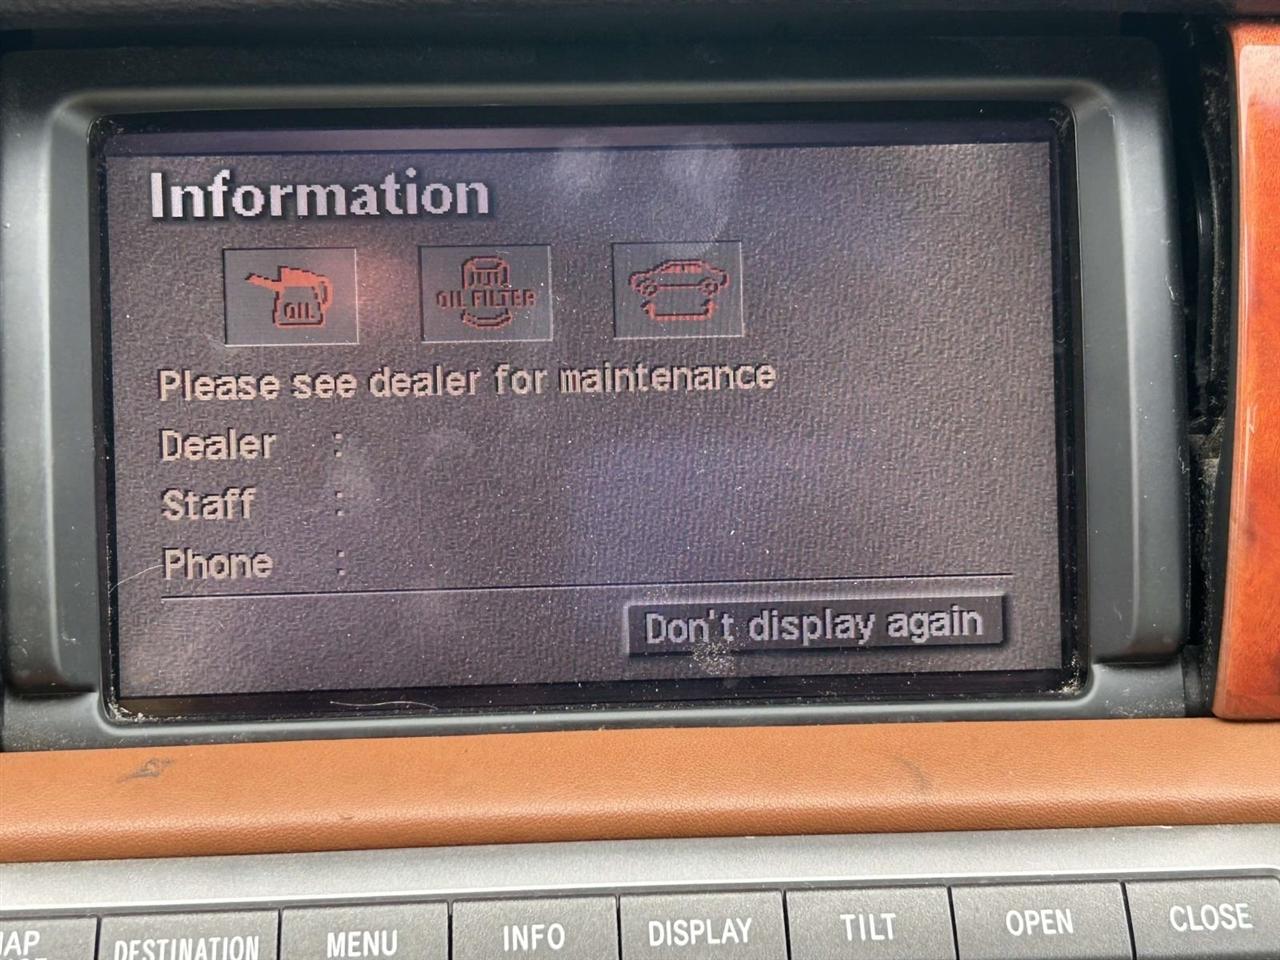 Information
OIL
OIL FILTER
Please see dealer for maintenance
Dealer :
Staff :
Phone :
Don't display again
DESTINATION
MENU
INFO
DISPLAY
TILT
OPEN
CLOSE